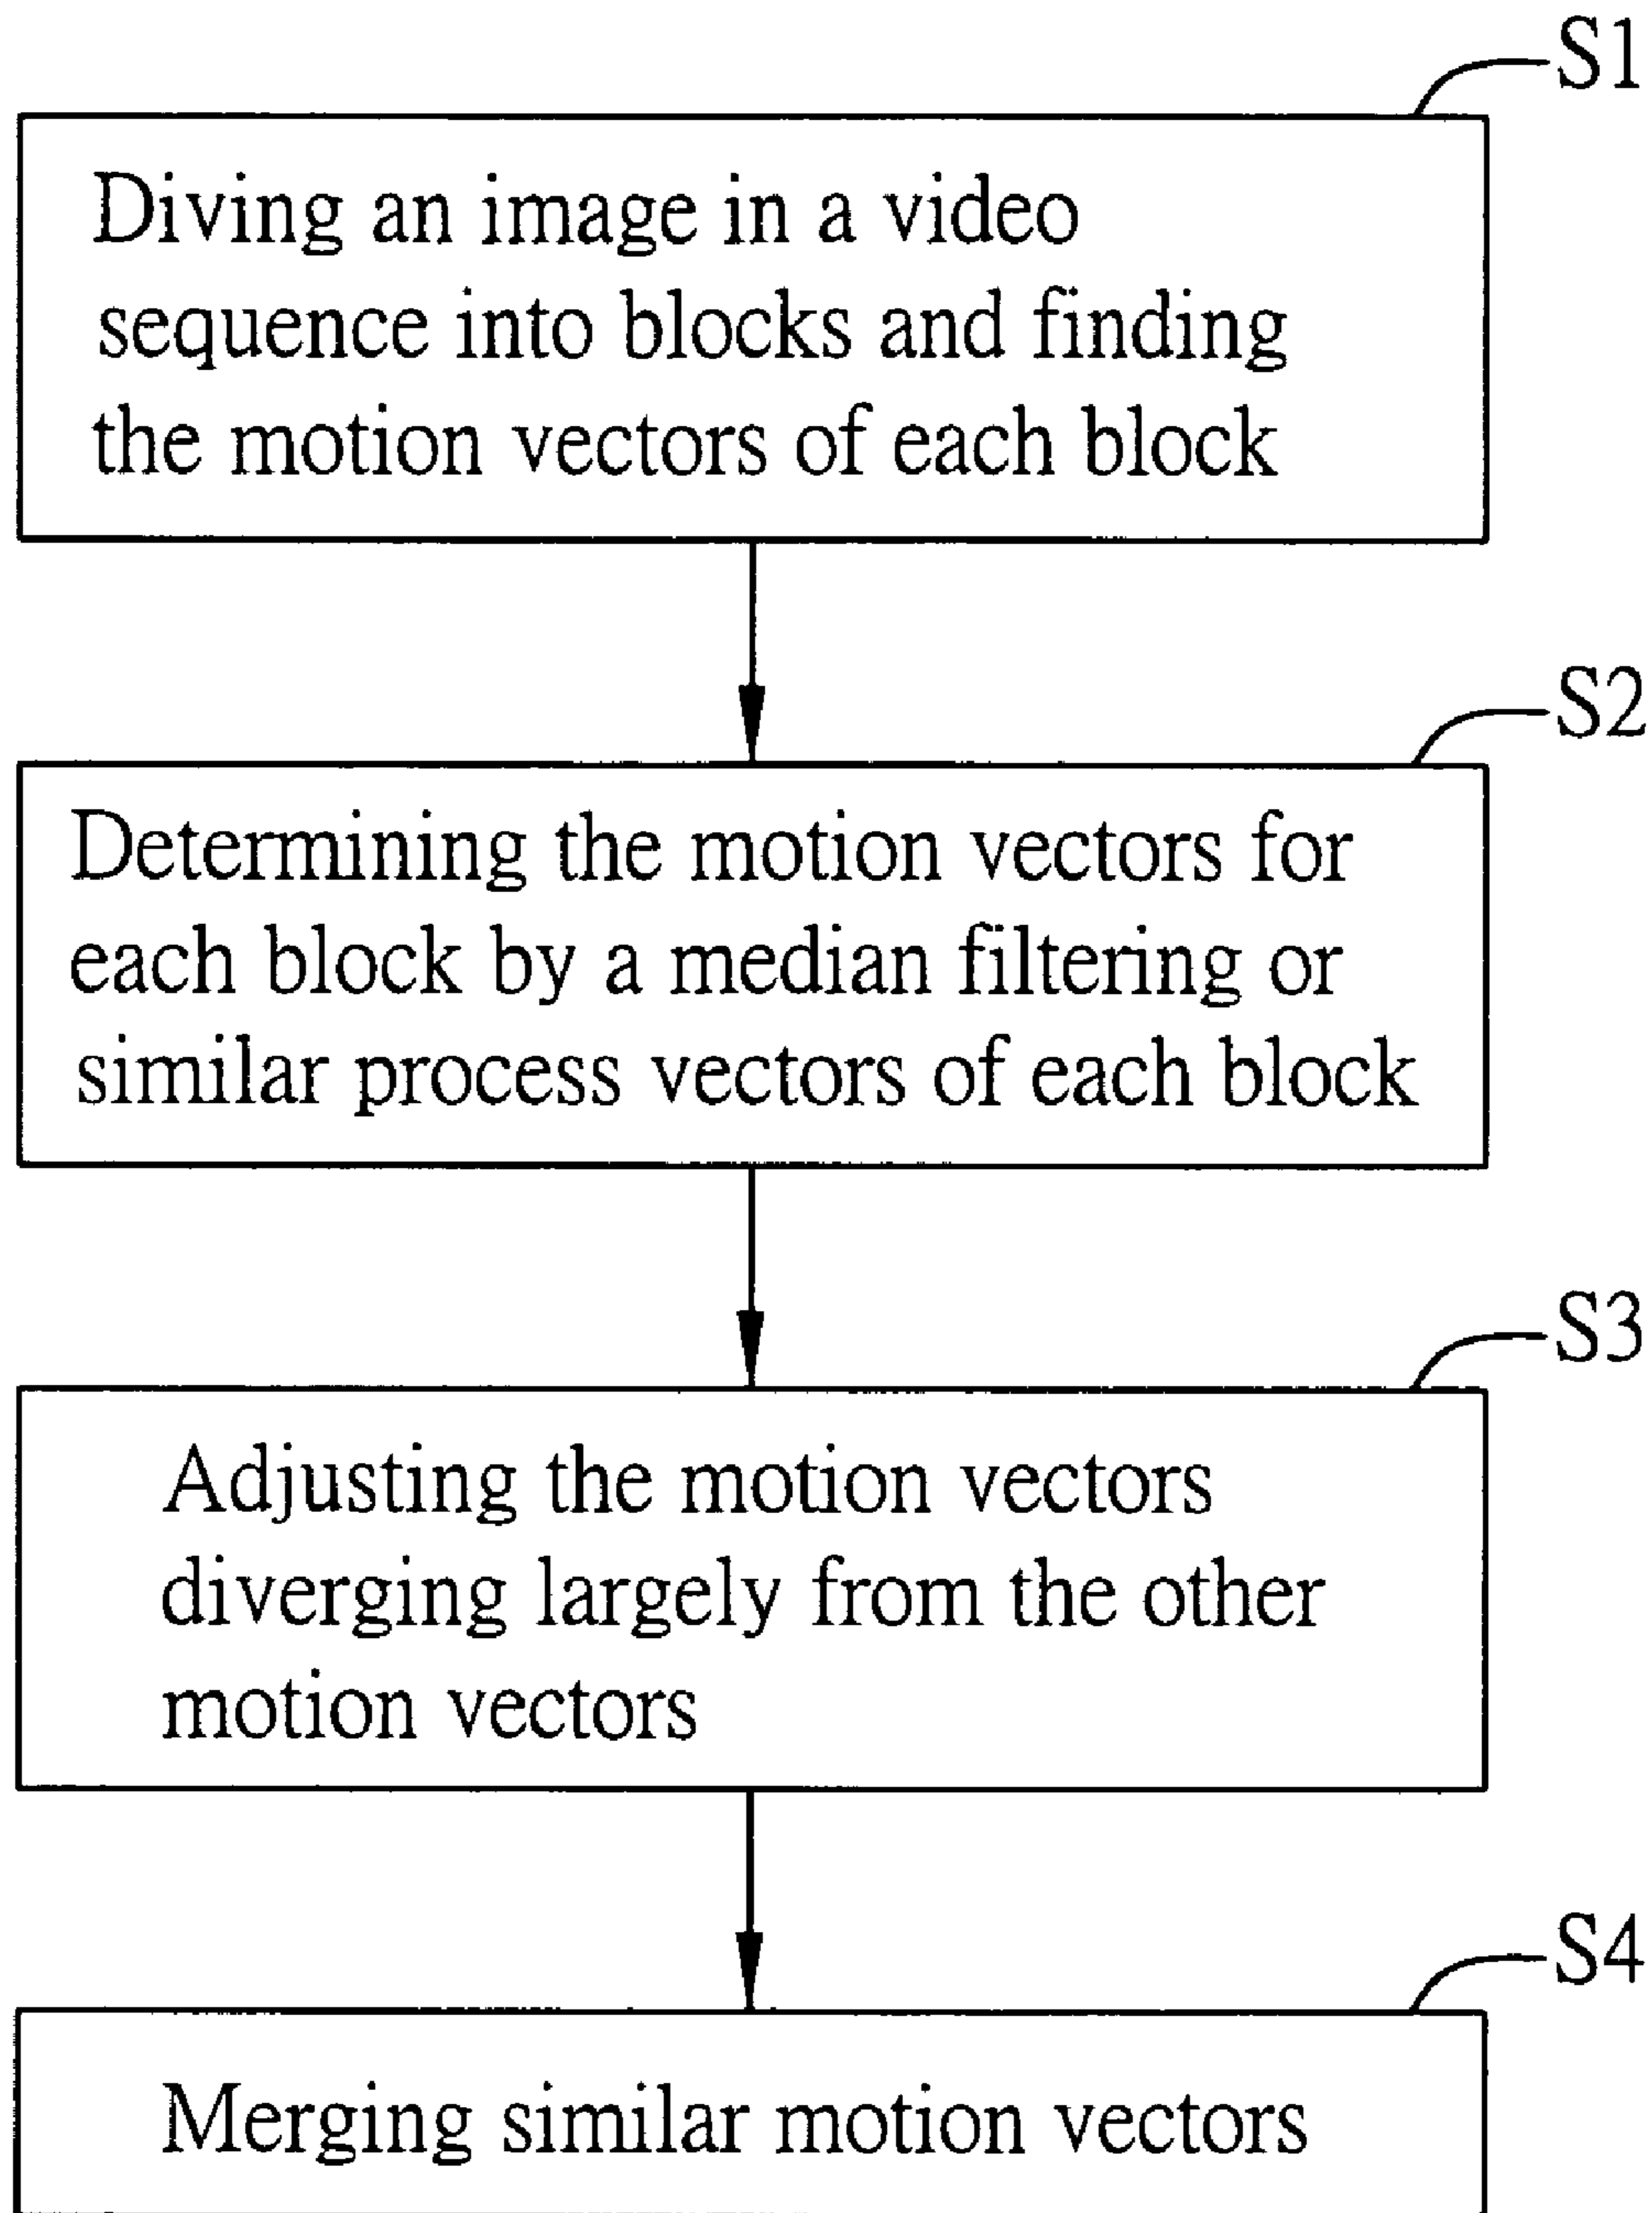 S1
Diving an image in a video
sequence into blocks and finding
the motion vectors of each block
S2
Determining the motion vectors for
each block by a median filtering or
similar process vectors of each block
S3
Adjusting the motion vectors
diverging largely from the other
motion vectors
S4
Merging similar motion vectors